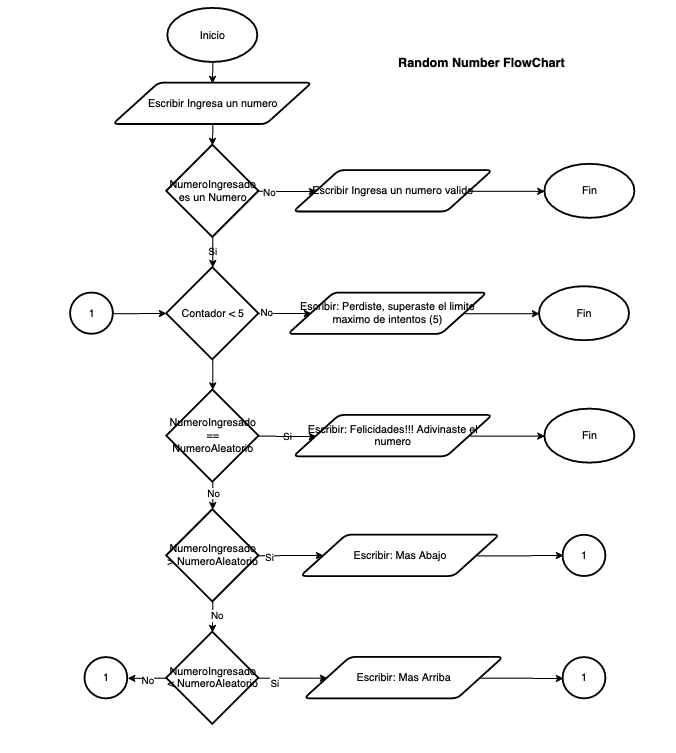 Inicio
Random Number FlowChart
Escribir Ingresa un numero
NumeroIngresado
es un Numero
No
Escribir Ingresa un numero valido
Fin
Si
1
Contador < 5
No
Escribir: Perdiste, superaste el limite
maximo de intentos (5)
Fin
NumeroIngresado
==
NumeroAleatorio
Si
Escribir: Felicidades!!! Adivinaste el
numero
Fin
No
NumeroIngresado
> NumeroAleatorio
Si
Escribir: Mas Abajo
1
No
1
No
NumeroIngresado
< NumeroAleatorio
Si
Escribir: Mas Arriba
1